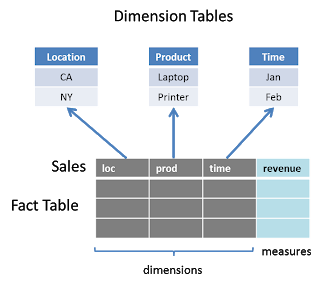 Dimension Tables
Location Product Time
CA Laptop Jan
NY Printer Feb
Sales loc prod time revenue
Fact Table
measures
dimensions